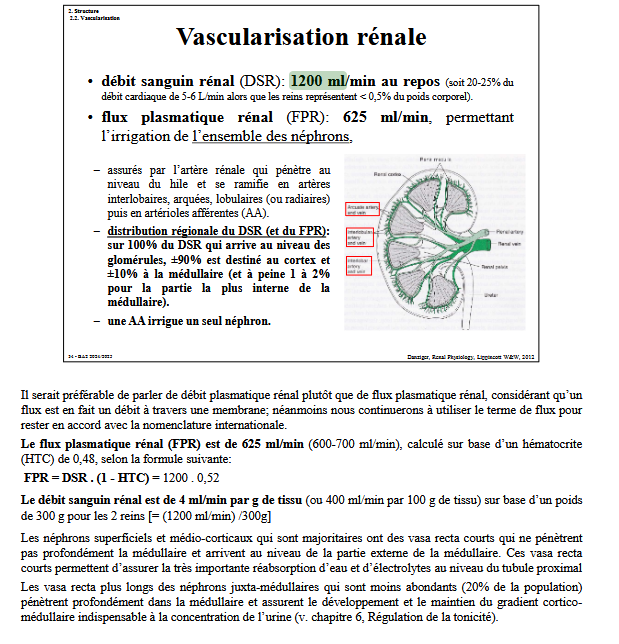 2. Structure
2.2. Vascularisation
Vascularisation rénale
• débit sanguin rénal (DSR): 1200 ml/min au repos (soit 20-25% du
débit cardiaque de 5-6 L/min alors que les reins représentent < 0,5% du poids corporel).
• flux plasmatique rénal (FPR): 625 ml/min, permettant
l’irrigation de l’ensemble des néphrons,
– assurés par l’artère rénale qui pénètre au
niveau du hile et se ramifie en artères
interlobaires, arquées, lobulaires (ou radiaires)
puis en artérioles afférentes (AA).
– distribution régionale du DSR (et du FPR):
sur 100% du DSR qui arrive au niveau des
glomérules, ±90% est destiné au cortex et
±10% à la médullaire (et à peine 1 à 2%
pour la partie la plus interne de la
médullaire).
– une AA irrigue un seul néphron.
Renal cortex
Arcuate artery
and vein
artery
and vein
artery
and vein
Renal artery
Renal vein
Renal pelvis
Ureter
Danziger, Renal Physiology, Lippincott W&W, 2012
Il serait préférable de parler de débit plasmatique rénal plutôt que de flux plasmatique rénal, considérant qu’un
flux est en fait un débit à travers une membrane; néanmoins nous continuerons à utiliser le terme de flux pour
rester en accord avec la nomenclature internationale.
Le flux plasmatique rénal (FPR) est de 625 ml/min (600-700 ml/min), calculé sur base d’un hématocrite
(HTC) de 0,48, selon la formule suivante:
FPR = DSR . (1 - HTC) = 1200 . 0,52
Le débit sanguin rénal est de 4 ml/min par g de tissu (ou 400 ml/min par 100 g de tissu) sur base d’un poids
de 300 g pour les 2 reins [= (1200 ml/min) /300g]
Les néphrons superficiels et médio-corticaux qui sont majoritaires ont des vasa recta courts qui ne pénètrent
pas profondément la médullaire et arrivent au niveau de la partie externe de la médullaire. Ces vasa recta
courts permettent d’assurer la très importante réabsorption d’eau et d’électrolytes au niveau du tubule proximal
Les vasa recta plus longs des néphrons juxta-médullaires qui sont moins abondants (20% de la population)
pénètrent profondément dans la médullaire et assurent le développement et le maintien du gradient cortico-
médullaire indispensable à la concentration de l’urine (v. chapitre 6, Régulation de la tonicité).